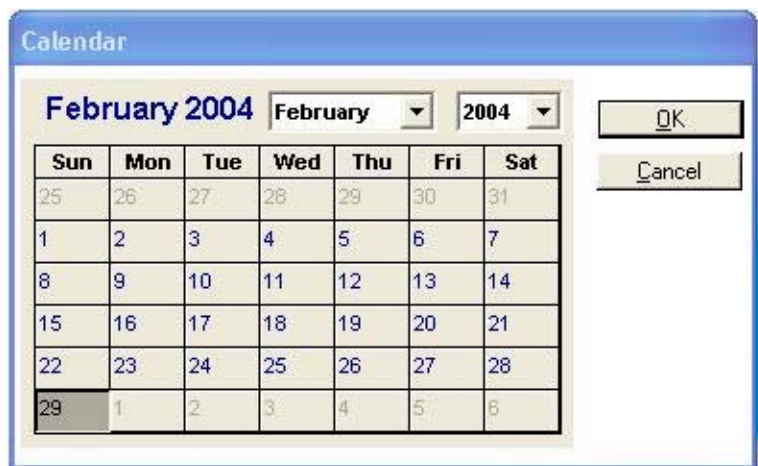 Calendar
February 2004 February 2004 OK
Sun Mon Tue Wed Thu Fri Sat Cancel
25 26 27 28 29 30 31
1 2 3 4 5 6 7
8 9 10 11 12 13 14
15 16 17 18 19 20 21
22 23 24 25 26 27 28
29 1 2 3 4 5 6